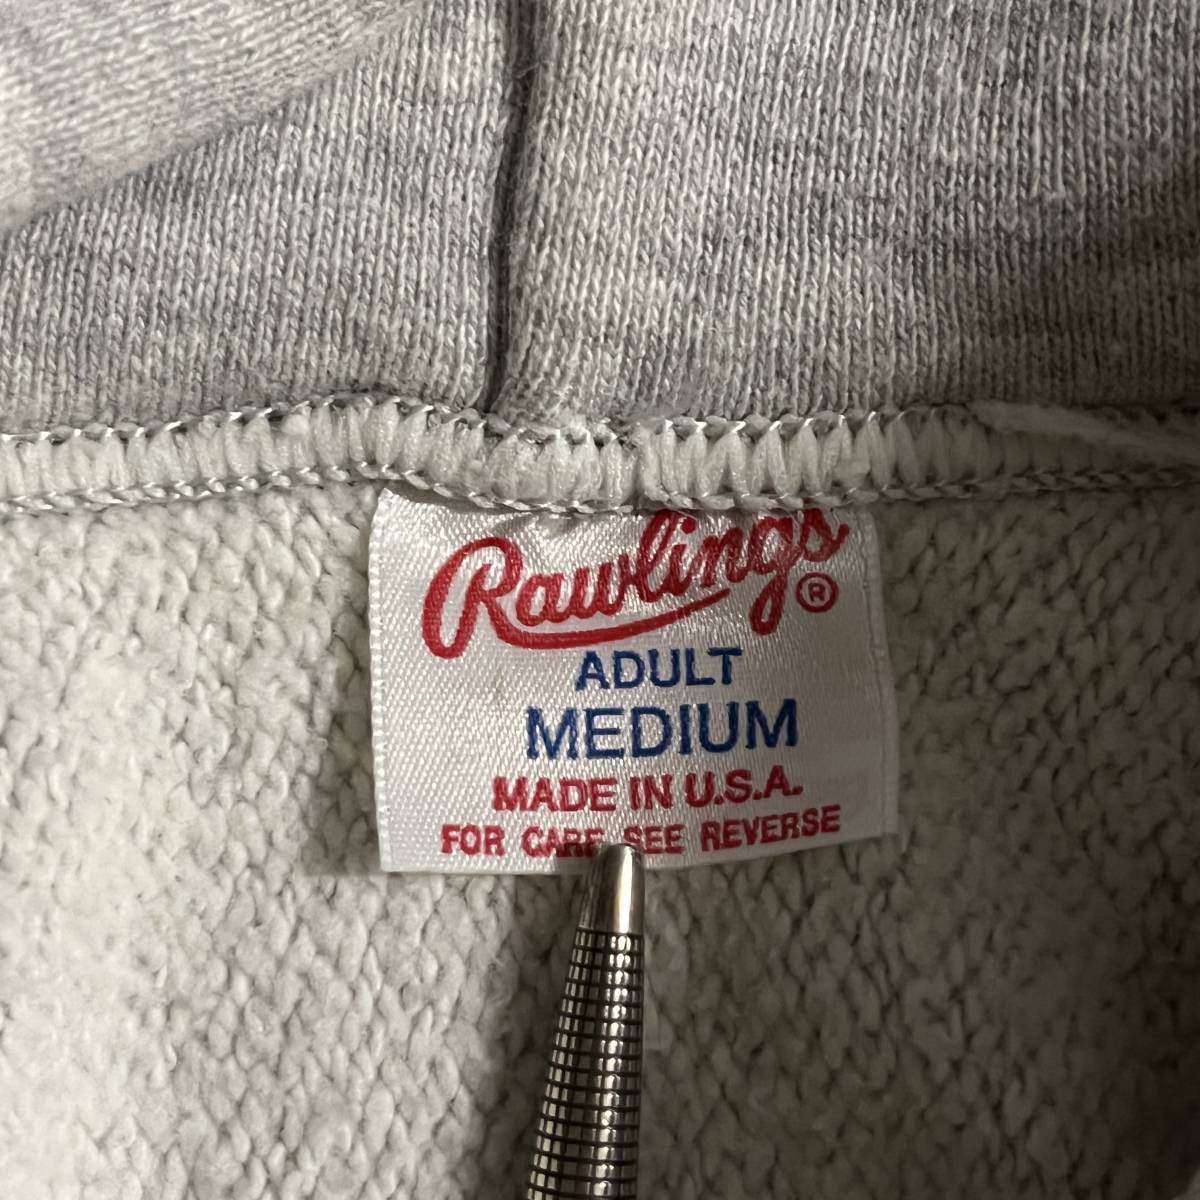 Rawlings®
ADULT
MEDIUM
MADE IN U.S.A.
FOR CARE SEE REVERSE